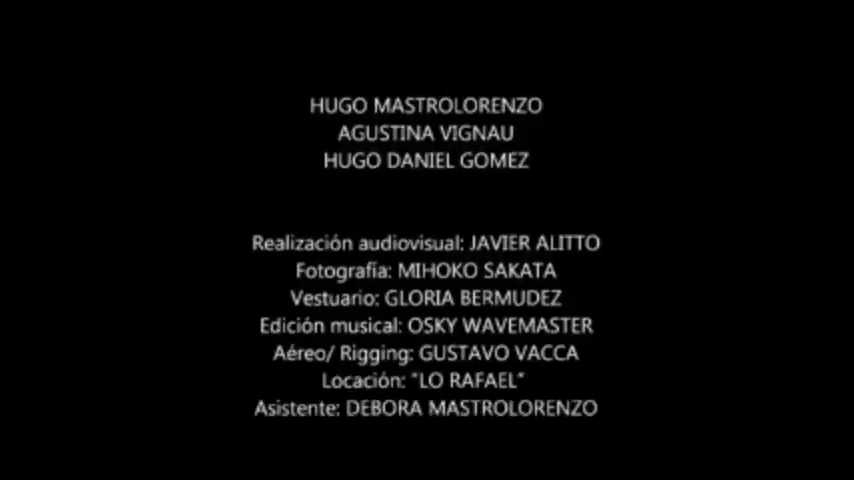 HUGO MASTROLORENZO
AGUSTINA VIGNAU
HUGO DANIEL GOMEZ
Realización audiovisual: JAVIER ALITTO
Fotografía: MIHOKO SAKATA
Vestuario: GLORIA BERMUDEZ
Edición musical: OSKY WAVEMASTER
Aéreo/ Rigging: GUSTAVO VACCA
Locación: "LO RAFAEL"
Asistente: DEBORA MASTROLORENZO